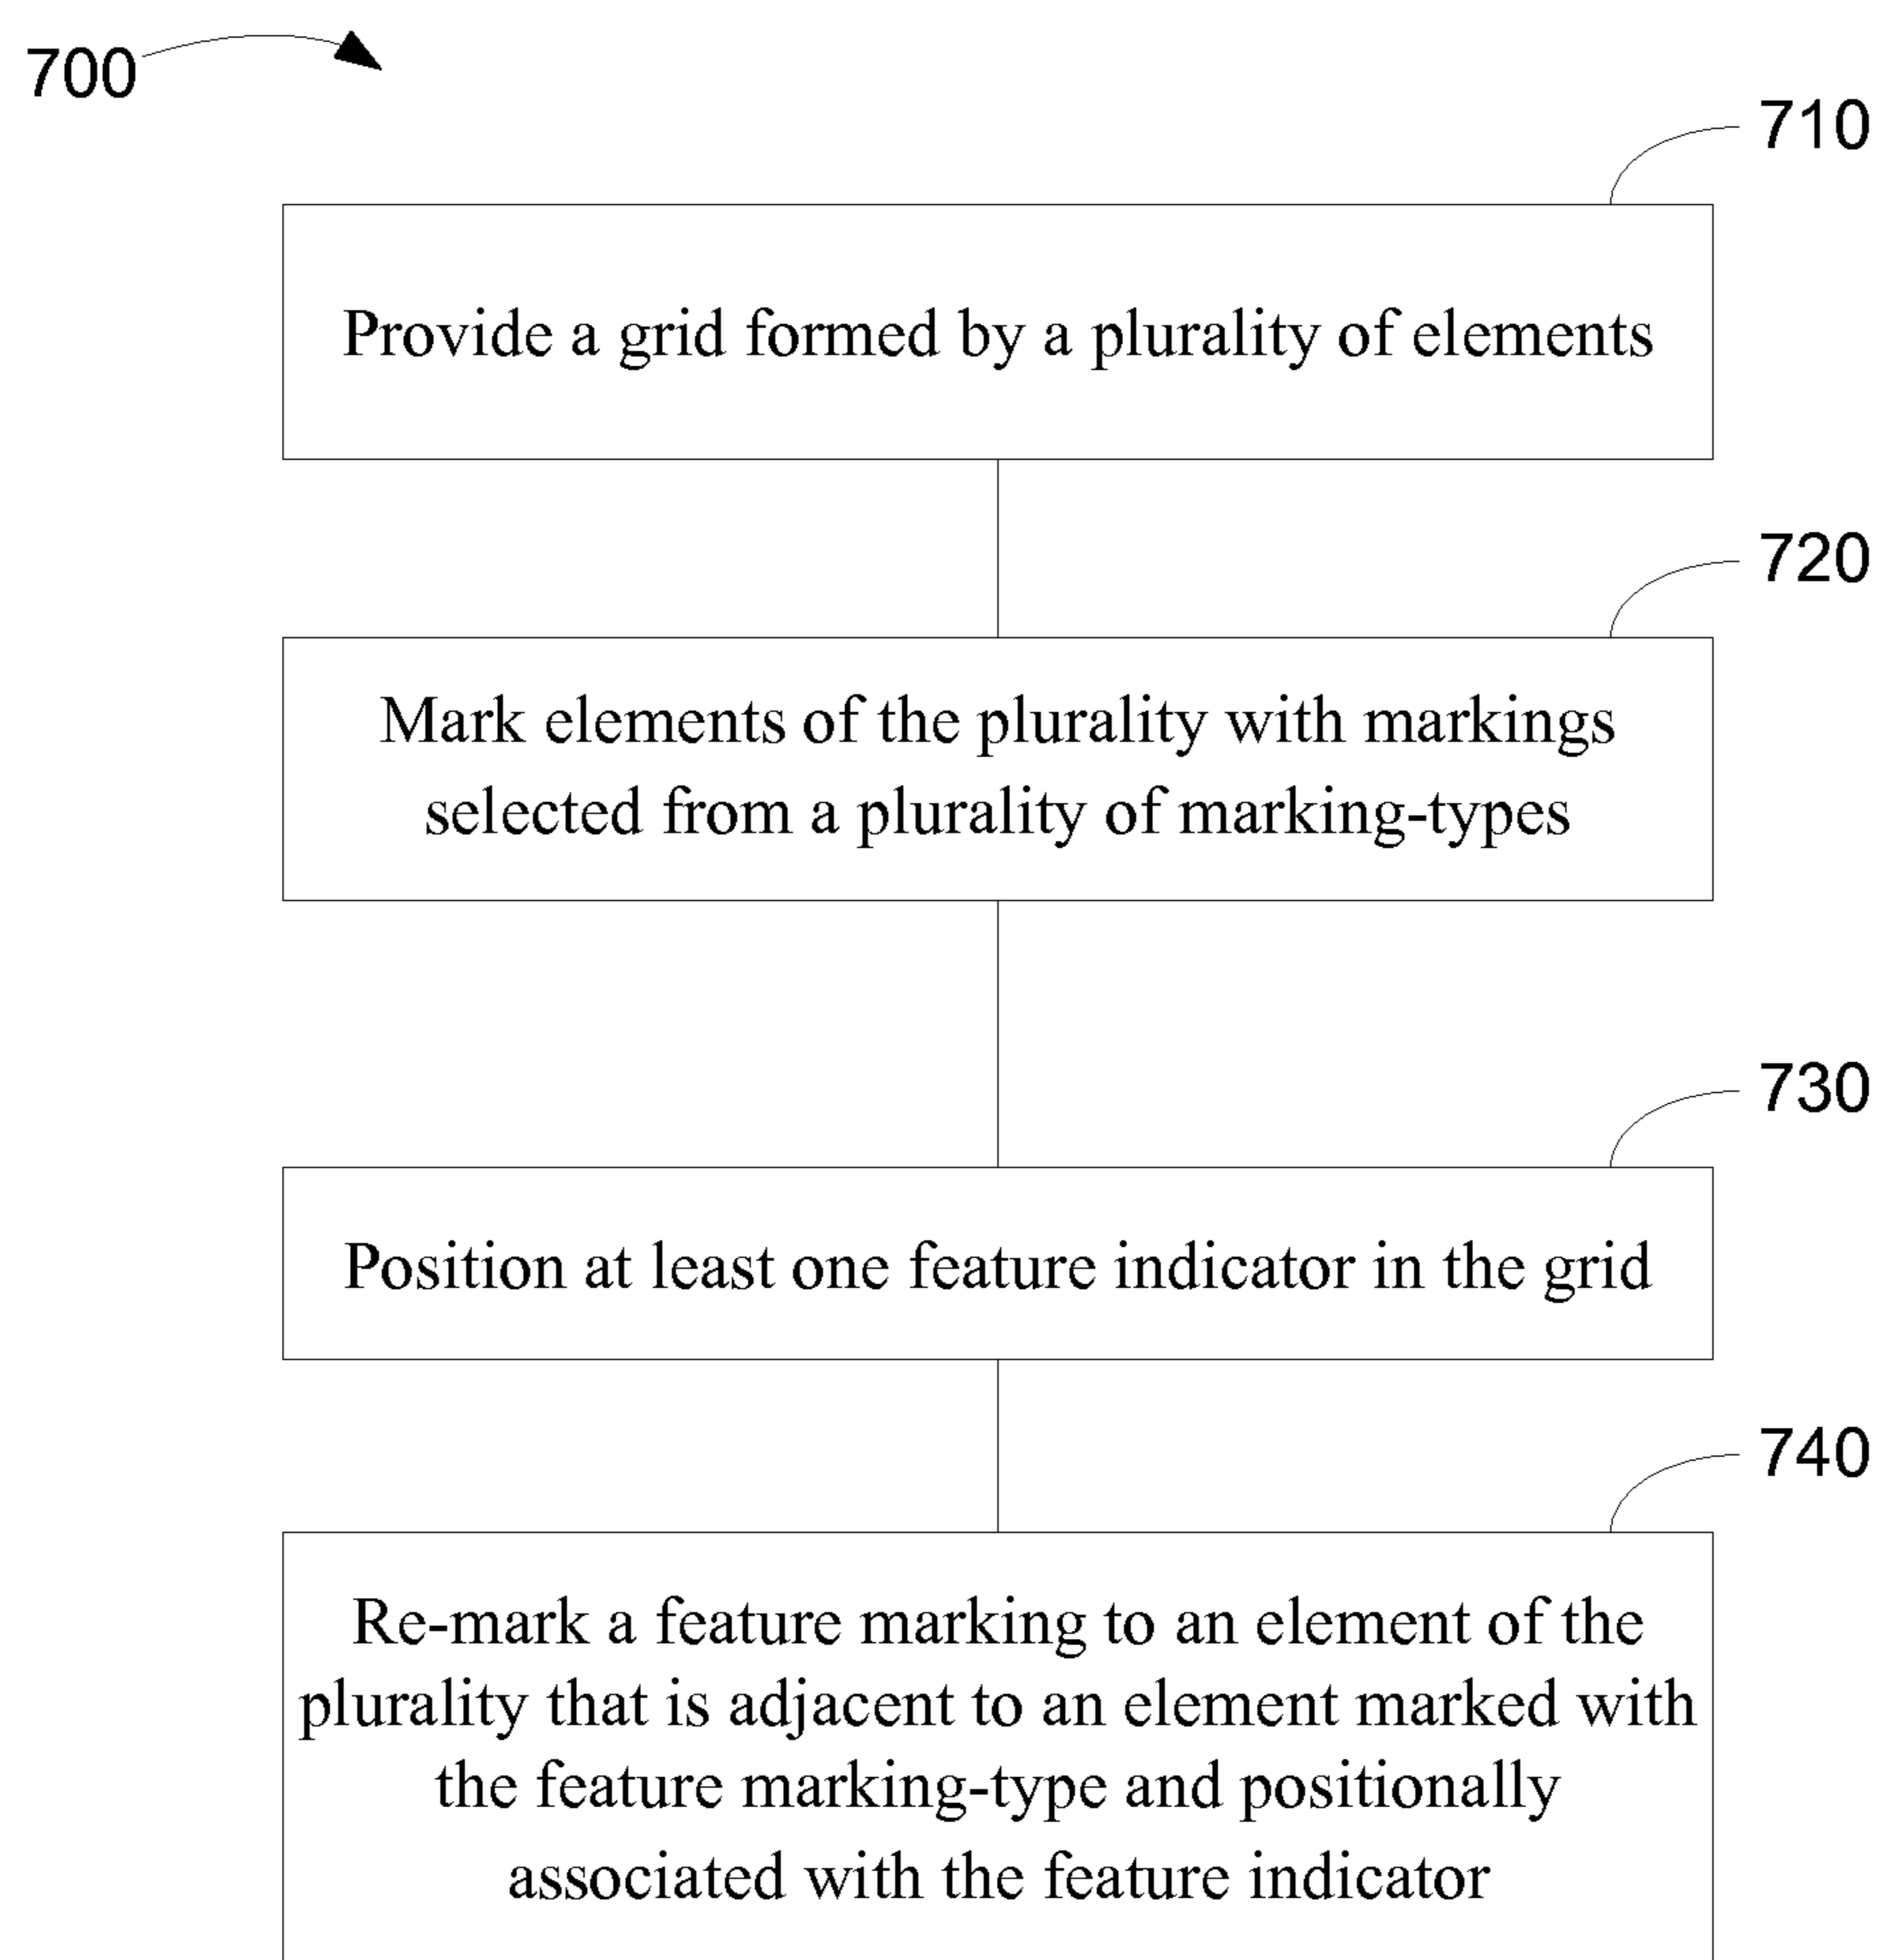 700
710
Provide a grid formed by a plurality of elements
720
Mark elements of the plurality with markings
selected from a plurality of marking-types
730
Position at least one feature indicator in the grid
740
Re-mark a feature marking to an element of the
plurality that is adjacent to an element marked with
the feature marking-type and positionally
associated with the feature indicator